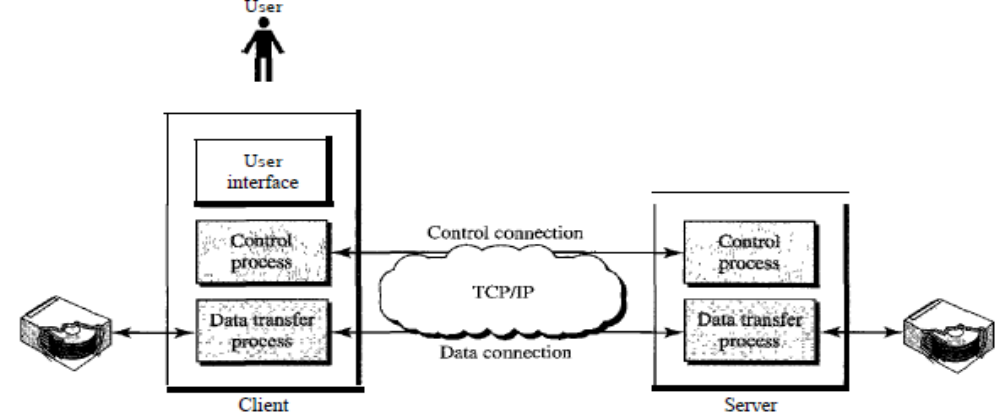 User
User
interface
Control
process
Data transfer
process
Control connection
TCP/IP
Data connection
Control
process
Data transfer
process
Client
Server